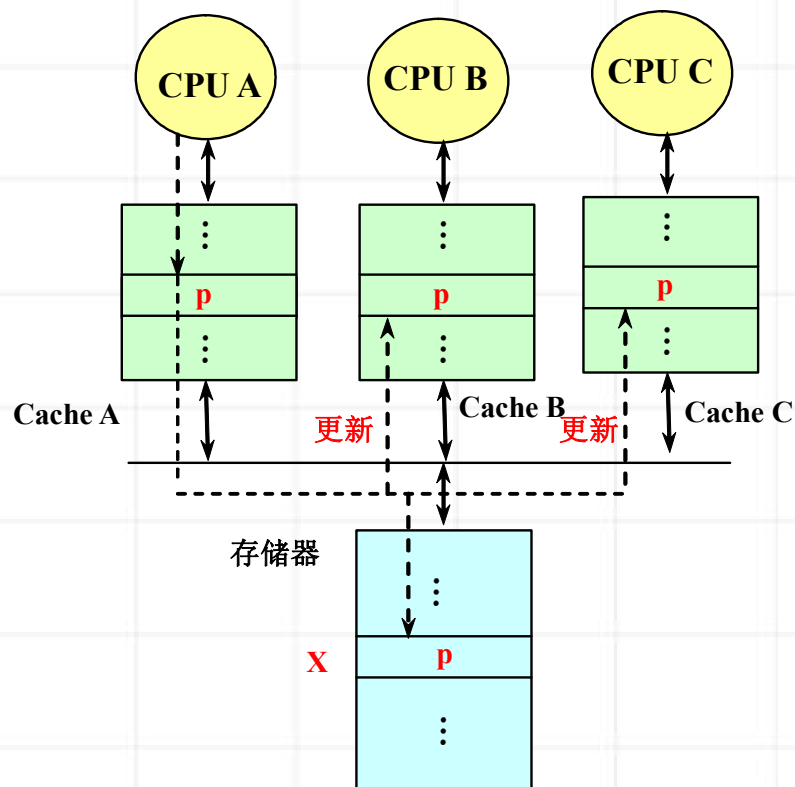 CPU A
CPU B
CPU C
⋮
⋮
⋮
p
p
p
⋮
⋮
⋮
Cache A
更新
Cache B
更新
Cache C
存储器
⋮
X
p
⋮